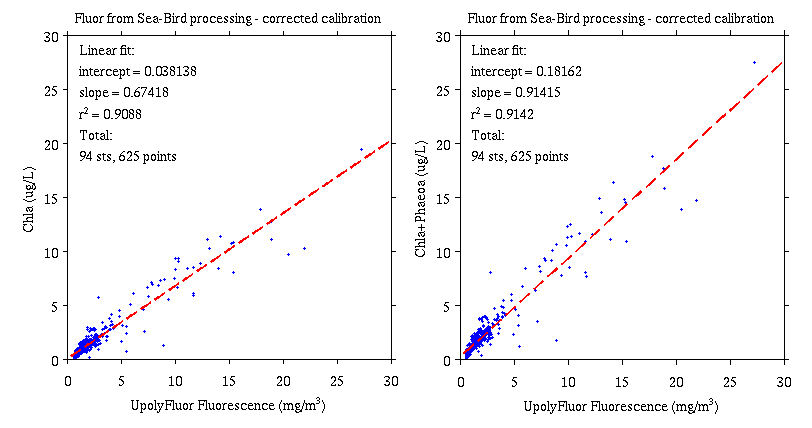 Fluor from Sea-Bird processing - corrected calibration
Linear fit:
intercept = 0.038138
slope = 0.67418
r² = 0.9088
Total:
94 sts, 625 points
Chla (ug/L)
30
25
20
15
10
5
0
0 5 10 15 20 25 30
UpolyFluor Fluorescence (mg/m³)
Fluor from Sea-Bird processing - corrected calibration
Linear fit:
intercept = 0.18162
slope = 0.91415
r² = 0.9142
Total:
94 sts, 625 points
Chla+Phaeoa (ug/L)
30
25
20
15
10
5
0
0 5 10 15 20 25 30
UpolyFluor Fluorescence (mg/m³)